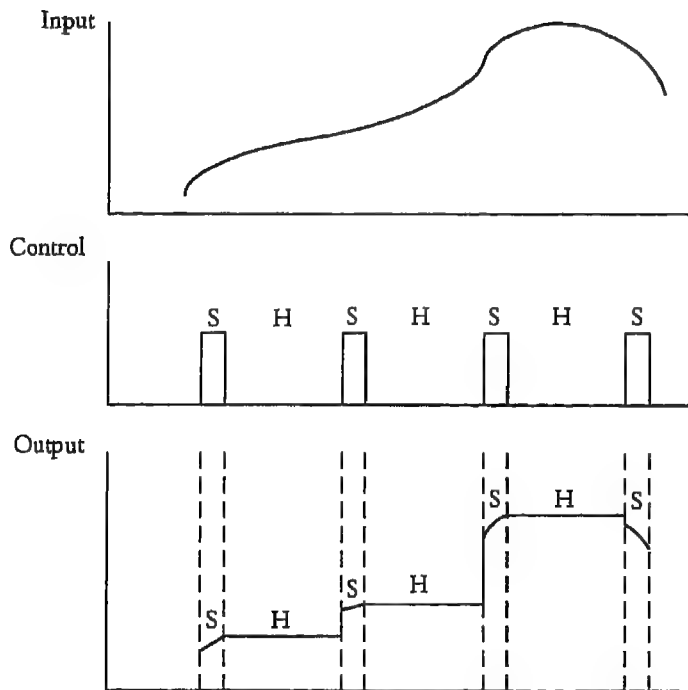 Input
Control
S H S H S H S
Output
S H S
S H
S H